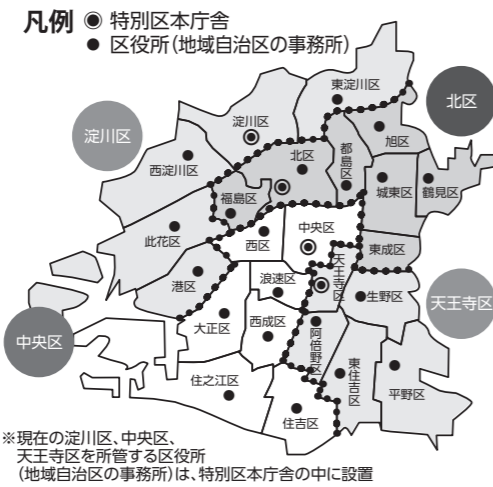 凡例 ◉ 特別区本庁舎
● 区役所(地域自治区の事務所)
東淀川区
北区
淀川区
淀川区
旭区
都島区
西淀川区
北区
城東区
鶴見区
福島区
此花区
西区
中央区
東成区
天王寺区
港区
浪速区
生野区
天王寺区
中央区
大正区
西成区
阿倍野区
東住吉区
平野区
住之江区
住吉区
※現在の淀川区、中央区、
天王寺区を所管する区役所
(地域自治区の事務所)は、特別区本庁舎の中に設置